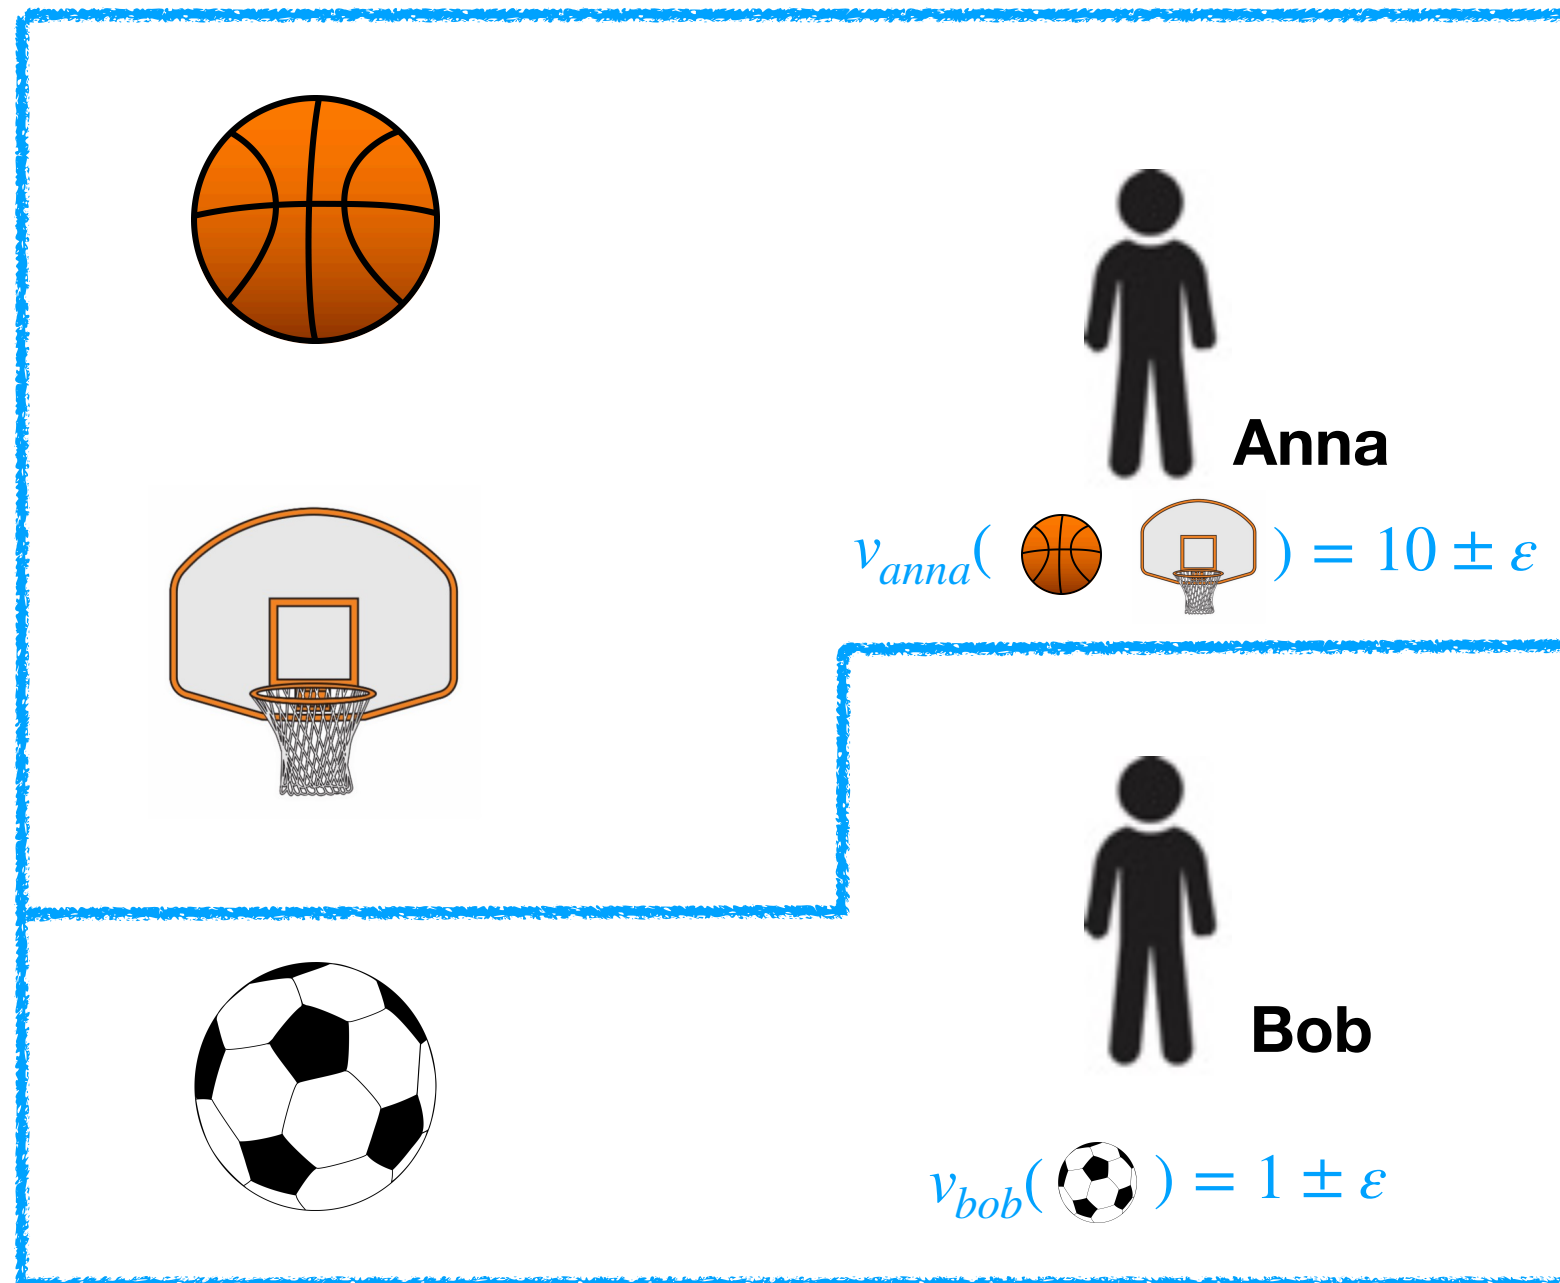 Anna
v_anna( ) = 10 ± ε
Bob
v_bob( ) = 1 ± ε